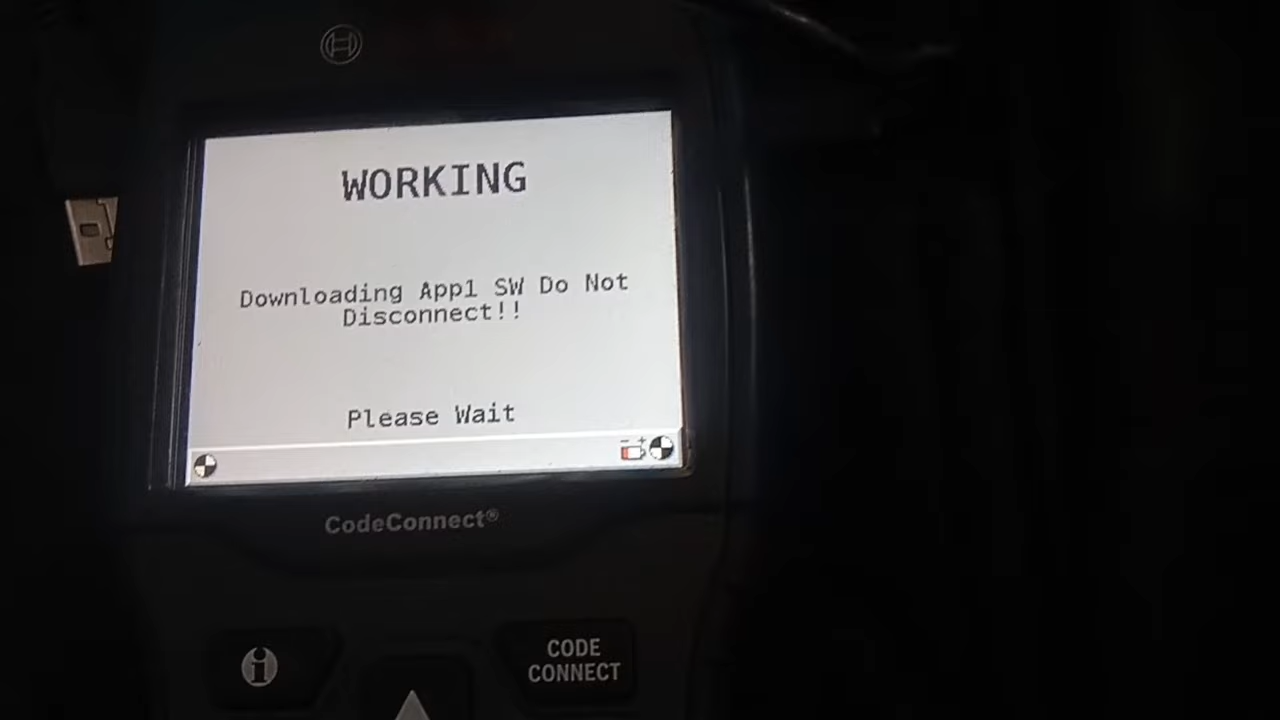 WORKING
Downloading App1 SW Do Not
Disconnect!!
Please Wait
CodeConnect®
CODE
CONNECT